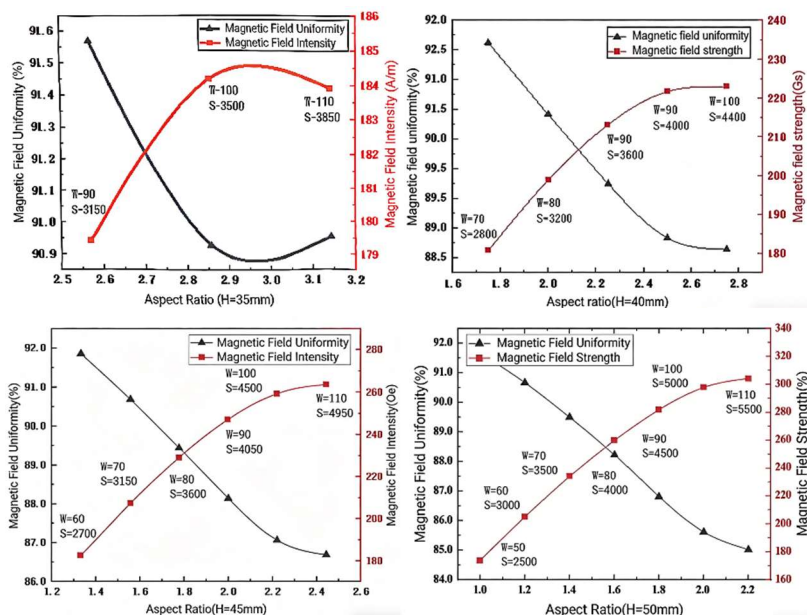 Magnetic Field Uniformity
Magnetic Field Intensity
Magnetic Field Uniformity (%)
91.6
91.5
91.4
91.3
91.2
91.1
91.0
90.9
W-90
S-3150
W-100
S-3500
W-110
S-3850
186
185
184
183
182
181
180
179
Magnetic Field Intensity (A/m)
2.5 2.6 2.7 2.8 2.9 3.0 3.1 3.2
Aspect Ratio (H=35mm)
Magnetic field uniformity
Magnetic field strength
Magnetic field uniformity(%)
92.0
92.5
91.0
91.5
90.0
89.5
89.0
88.5
W=70
S=2800
W=80
S=3200
W=90
S=3600
W=90
S=4000
W=100
S=4400
240
230
220
210
200
190
180
Magnetic field strength(Gs)
1.6 1.8 2.0 2.2 2.4 2.6 2.8
Aspect ratio(H=40mm)
Magnetic Field Uniformity
Magnetic Field Intensity
Magnetic Field Uniformity(%)
92.0
91.0
90.0
89.0
88.0
87.0
86.0
W=60
S=2700
W=70
S=3150
W=80
S=3600
W=90
S=4050
W=100
S=4500
W=110
S=4950
280
260
240
220
200
180
Magnetic Field Intensity(Oe)
1.2 1.4 1.6 1.8 2.0 2.2 2.4 2.6
Aspect Ratio(H=45mm)
Magnetic Field Uniformity
Magnetic Field Strength
Magnetic Field Uniformity(%)
92.0
91.0
90.0
89.0
88.0
87.0
86.0
85.0
84.0
W=50
S=2500
W=60
S=3000
W=70
S=3500
W=80
S=4000
W=90
S=4500
W=100
S=5000
W=110
S=5500
340
320
300
280
260
240
220
200
180
160
Magnetic Field Strength(%)
1.0 1.2 1.4 1.6 1.8 2.0 2.2
Aspect Ratio(H=50mm)